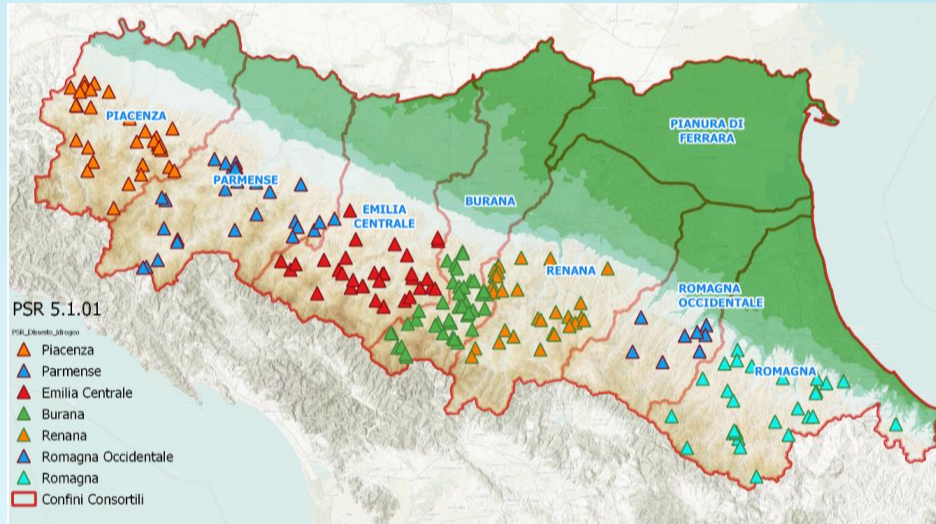 PIACENZA
PARMENSE
EMILIA
CENTRALE
BURANA
PIANURA DI
FERRARA
RENANA
ROMAGNA
OCCIDENTALE
ROMAGNA
PSR 5.1.01
PSR_Dissesto_Idrogeo
Piacenza
Parmense
Emilia Centrale
Burana
Renana
Romagna Occidentale
Romagna
Confini Consortili